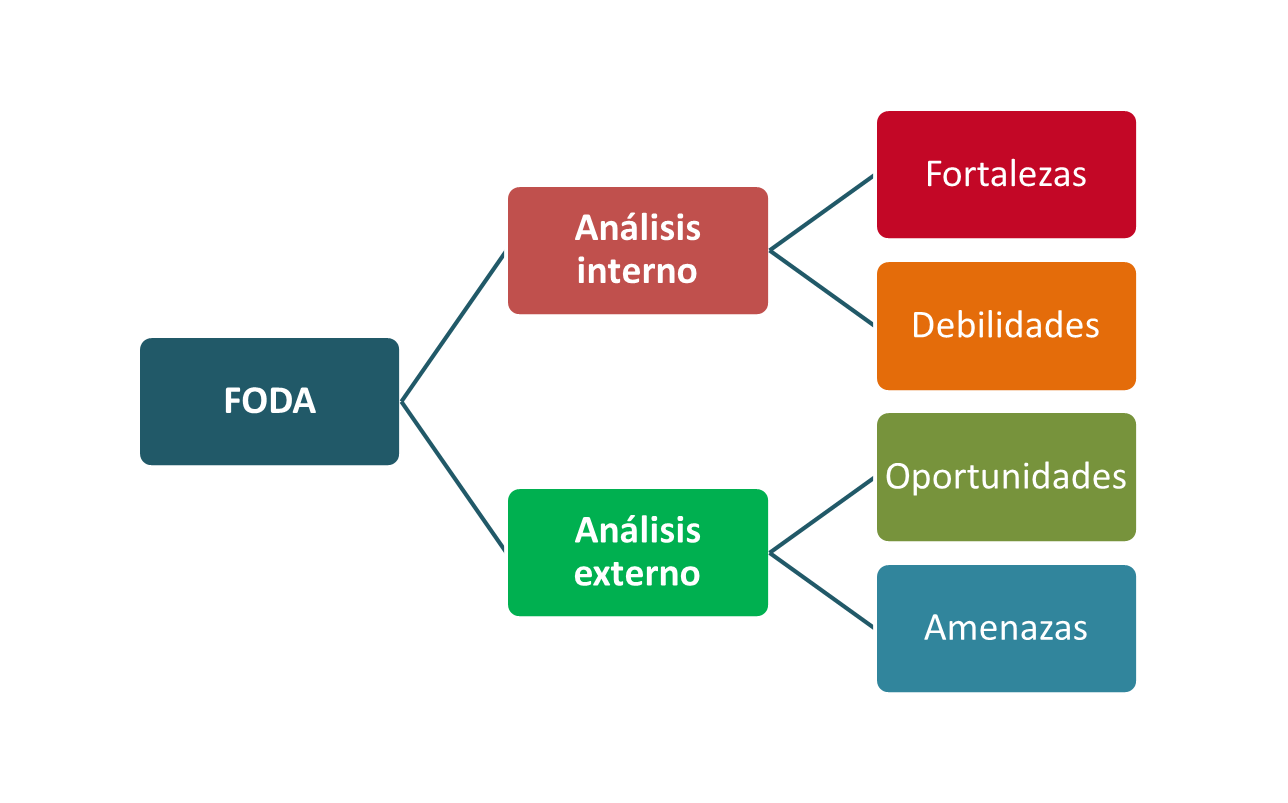 FODA
Análisis
interno
Fortalezas
Debilidades
Análisis
externo
Oportunidades
Amenazas